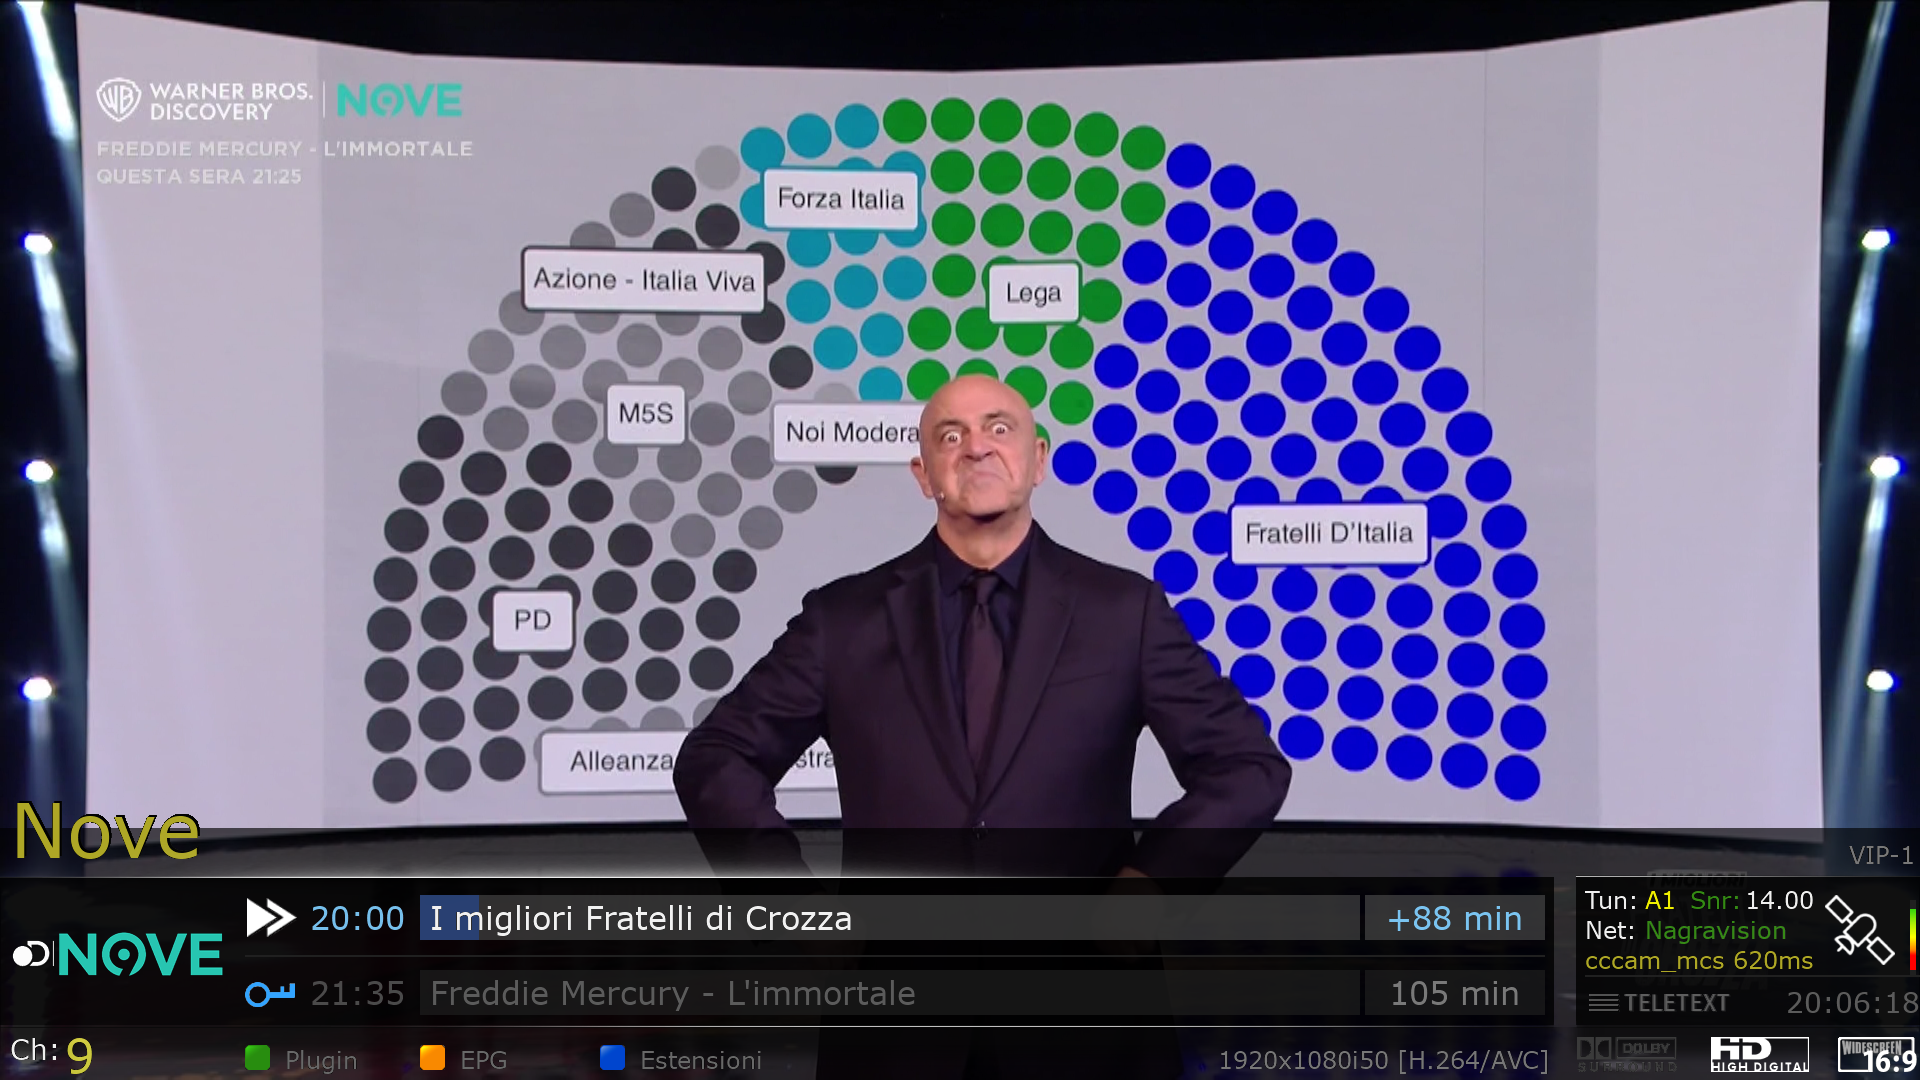 WARNER BROS. DISCOVERY
NOVE
FREDDIE MERCURY - L'IMMORTALE
QUESTA SERA 21:25
Forza Italia
Azione - Italia Viva
Lega
M5S
Noi Modera
Fratelli D'Italia
PD
Alleanza
Nove
VIP-1
NOVE
20:00 I migliori Fratelli di Crozza +88 min
21:35 Freddie Mercury - L'immortale 105 min
Tun: A1 Snr: 14.00
Net: Nagravision
cccam_mcs 620ms
TELETEXT 20:06:18
Ch: 9
Plugin EPG Estensioni
1920x1080i50 [H.264/AVC]
DOLBY
SURROUND
HD
HIGH DIGITAL
WIDESCREEN
16:9